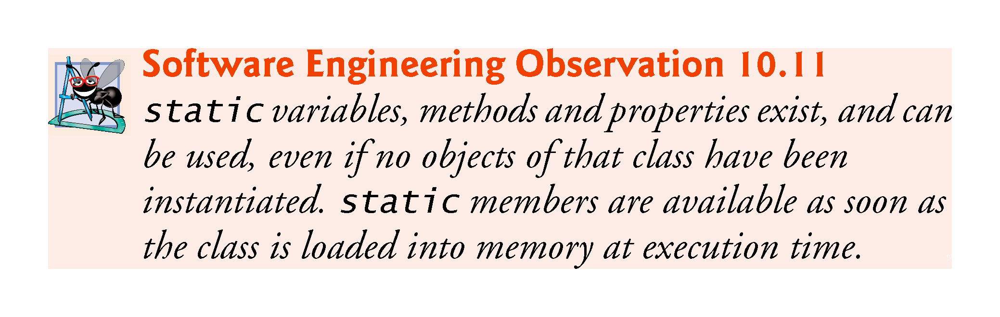 Software Engineering Observation 10.11
static variables, methods and properties exist, and can
be used, even if no objects of that class have been
instantiated. static members are available as soon as
the class is loaded into memory at execution time.